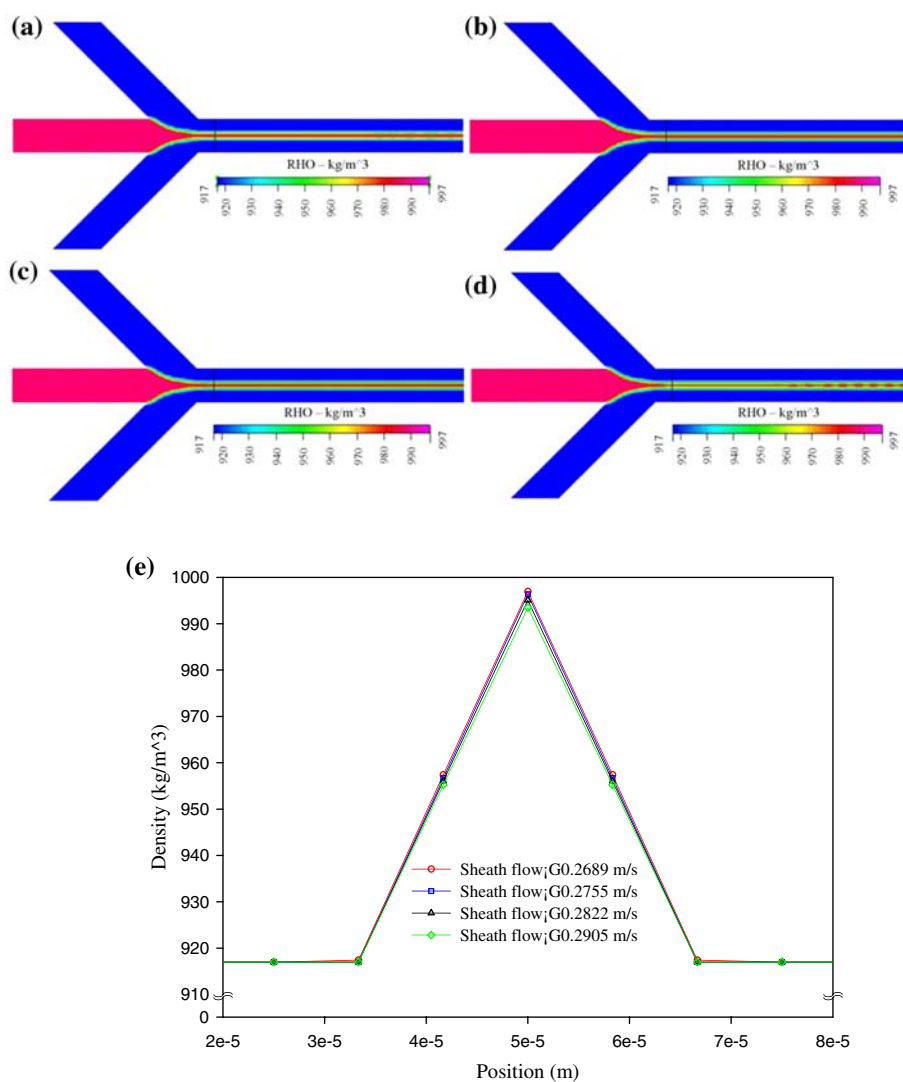 (a)
RHO – kg/m^3
917 920 930 940 950 960 970 980 990 997
(b)
RHO – kg/m^3
917 920 930 940 950 960 970 980 990 997
(c)
RHO – kg/m^3
917 920 930 940 950 960 970 980 990 997
(d)
RHO – kg/m^3
917 920 930 940 950 960 970 980 990 997
(e)
Density (kg/m^3)
1000
990
980
970
960
950
940
930
920
910
0
Sheath flow¡G0.2689 m/s
Sheath flow¡G0.2755 m/s
Sheath flow¡G0.2822 m/s
Sheath flow¡G0.2905 m/s
2e-5 3e-5 4e-5 5e-5 6e-5 7e-5 8e-5
Position (m)